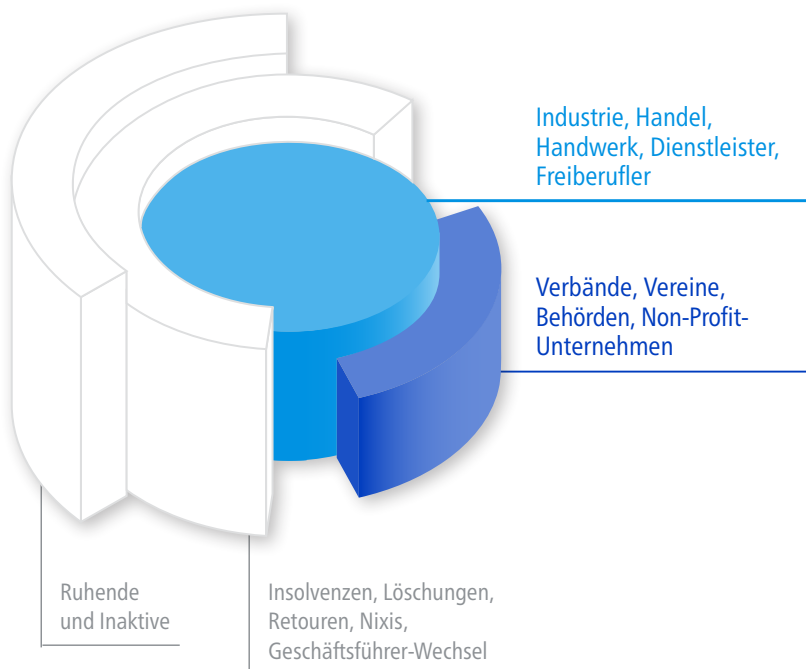 Industrie, Handel,
Handwerk, Dienstleister,
Freiberufler
Verbände, Vereine,
Behörden, Non-Profit-
Unternehmen
Ruhende
und Inaktive
Insolvenzen, Löschungen,
Retouren, Nixis,
Geschäftsführer-Wechsel